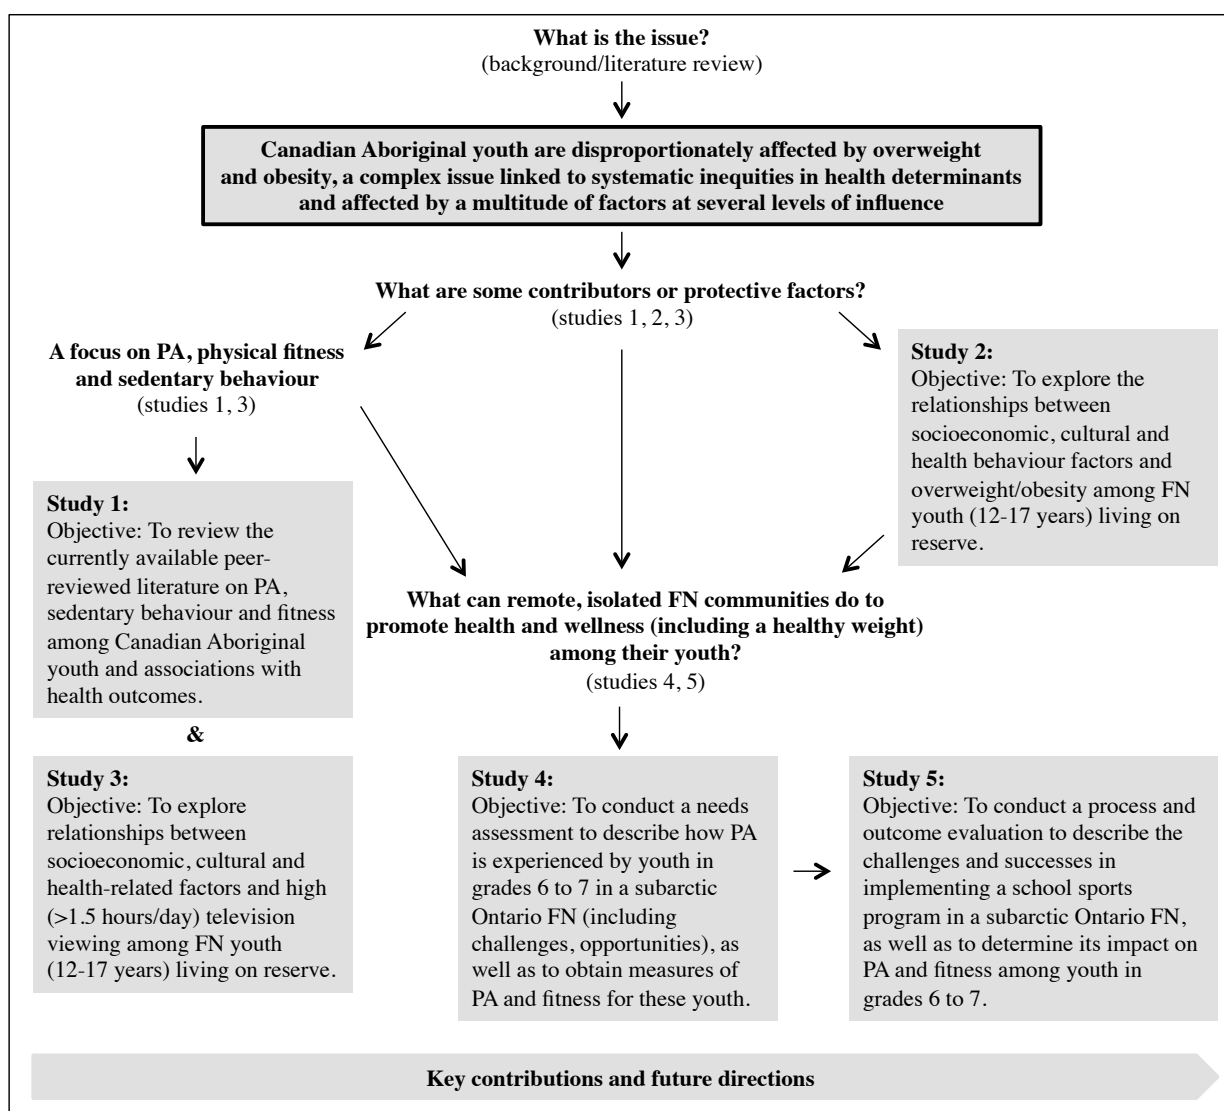 What is the issue?
(background/literature review)
Canadian Aboriginal youth are disproportionately affected by overweight
and obesity, a complex issue linked to systematic inequities in health determinants
and affected by a multitude of factors at several levels of influence
What are some contributors or protective factors?
(studies 1, 2, 3)
A focus on PA, physical fitness
and sedentary behaviour
(studies 1, 3)
Study 2:
Objective: To explore the
relationships between
socioeconomic, cultural and
health behaviour factors and
overweight/obesity among FN
youth (12-17 years) living on
reserve.
Study 1:
Objective: To review the
currently available peer-
reviewed literature on PA,
sedentary behaviour and fitness
among Canadian Aboriginal
youth and associations with
health outcomes.
&
Study 3:
Objective: To explore
relationships between
socioeconomic, cultural and
health-related factors and high
(>1.5 hours/day) television
viewing among FN youth
(12-17 years) living on reserve.
What can remote, isolated FN communities do to
promote health and wellness (including a healthy weight)
among their youth?
(studies 4, 5)
Study 4:
Objective: To conduct a needs
assessment to describe how PA
is experienced by youth in
grades 6 to 7 in a subarctic
Ontario FN (including
challenges, opportunities), as
well as to obtain measures of
PA and fitness for these youth.
Study 5:
Objective: To conduct a process and
outcome evaluation to describe the
challenges and successes in
implementing a school sports
program in a subarctic Ontario FN,
as well as to determine its impact on
PA and fitness among youth in
grades 6 to 7.
Key contributions and future directions